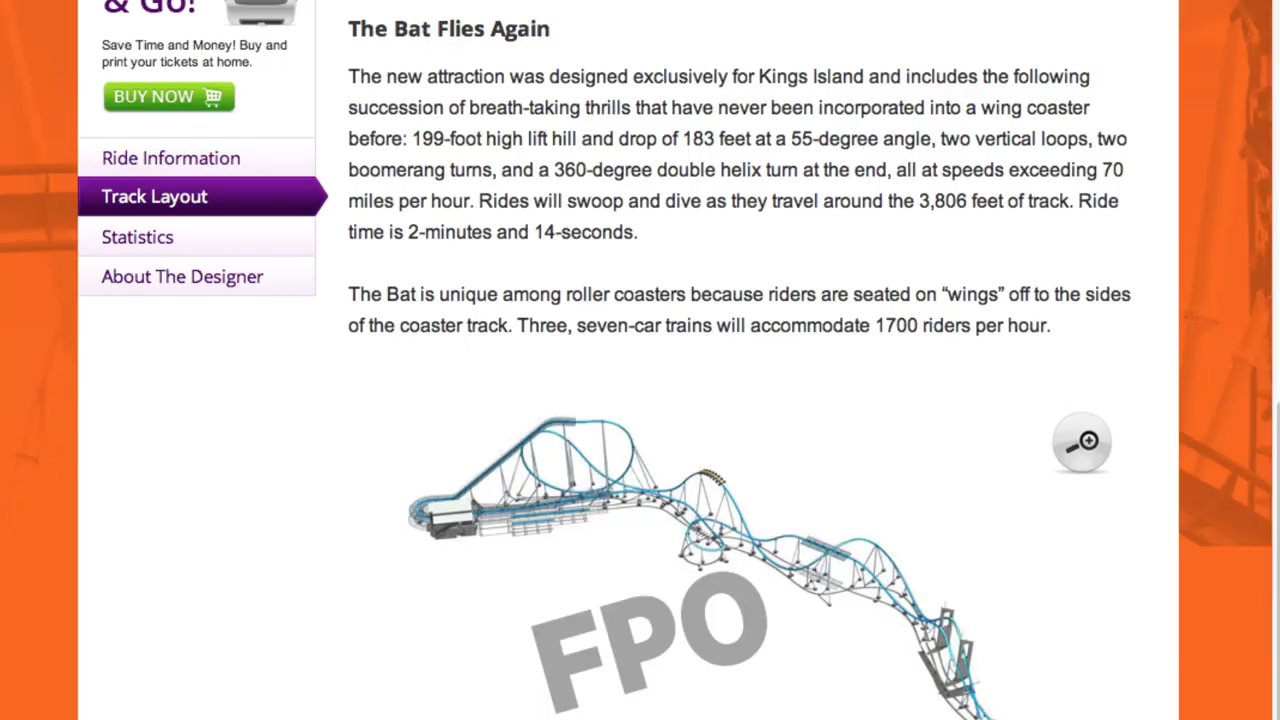 & Go!
Save Time and Money! Buy and
print your tickets at home.
BUY NOW
Ride Information
Track Layout
Statistics
About The Designer
The Bat Flies Again
The new attraction was designed exclusively for Kings Island and includes the following
succession of breath-taking thrills that have never been incorporated into a wing coaster
before: 199-foot high lift hill and drop of 183 feet at a 55-degree angle, two vertical loops, two
boomerang turns, and a 360-degree double helix turn at the end, all at speeds exceeding 70
miles per hour. Rides will swoop and dive as they travel around the 3,806 feet of track. Ride
time is 2-minutes and 14-seconds.
The Bat is unique among roller coasters because riders are seated on “wings” off to the sides
of the coaster track. Three, seven-car trains will accommodate 1700 riders per hour.
FPO